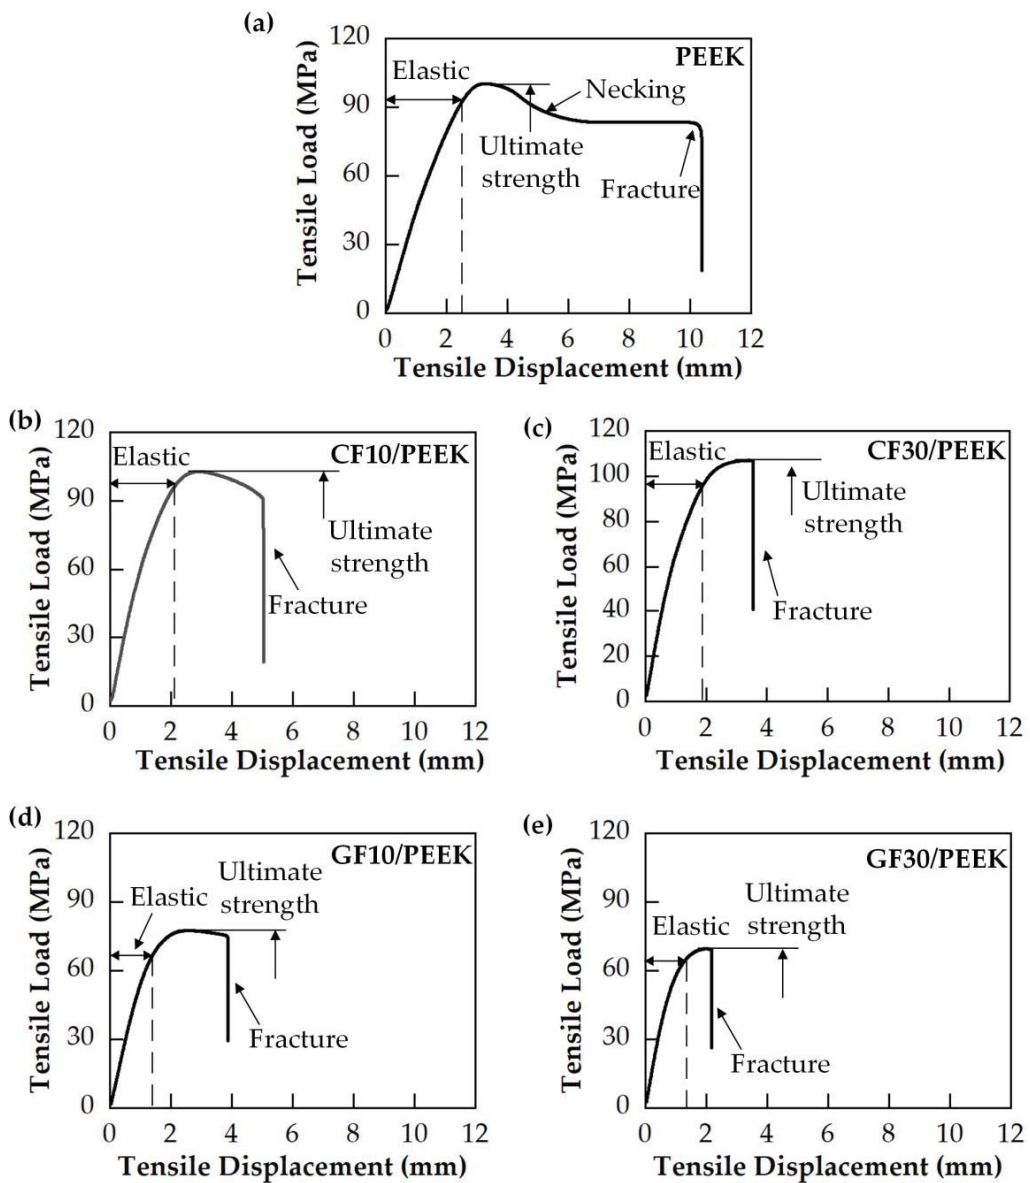 (a)
120
90
60
30
0
Tensile Load (MPa)
PEEK
Elastic
Necking
Ultimate
strength
Fracture
0 2 4 6 8 10 12
Tensile Displacement (mm)
(b)
120
90
60
30
0
Tensile Load (MPa)
CF10/PEEK
Elastic
Ultimate
strength
Fracture
0 2 4 6 8 10 12
Tensile Displacement (mm)
(c)
120
100
80
60
40
20
0
Tensile Load (MPa)
CF30/PEEK
Elastic
Ultimate
strength
Fracture
0 2 4 6 8 10 12
Tensile Displacement (mm)
(d)
120
90
60
30
0
Tensile Load (MPa)
GF10/PEEK
Ultimate
strength
Elastic
Fracture
0 2 4 6 8 10 12
Tensile Displacement (mm)
(e)
120
90
60
30
0
Tensile Load (MPa)
GF30/PEEK
Ultimate
strength
Elastic
Fracture
0 2 4 6 8 10 12
Tensile Displacement (mm)